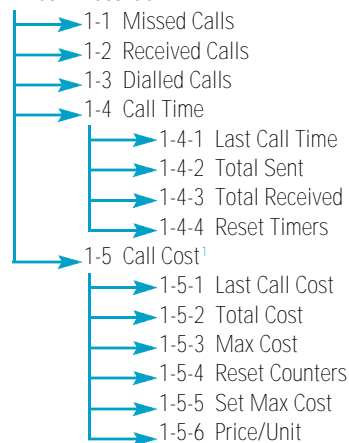 1-1 Missed Calls
1-2 Received Calls
1-3 Dialled Calls
1-4 Call Time
1-4-1 Last Call Time
1-4-2 Total Sent
1-4-3 Total Received
1-4-4 Reset Timers
1-5 Call Cost¹
1-5-1 Last Call Cost
1-5-2 Total Cost
1-5-3 Max Cost
1-5-4 Reset Counters
1-5-5 Set Max Cost
1-5-6 Price/Unit